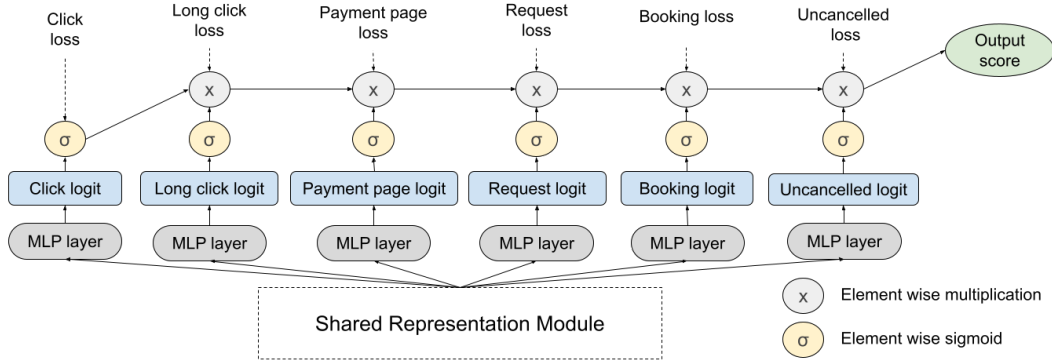 Click
loss
Long click
loss
Payment page
loss
Request
loss
Booking loss
Uncancelled
loss
Output
score
x
x
x
x
x
σ
σ
σ
σ
σ
σ
Click logit
Long click logit
Payment page logit
Request logit
Booking logit
Uncancelled logit
MLP layer
MLP layer
MLP layer
MLP layer
MLP layer
MLP layer
Shared Representation Module
x
Element wise multiplication
σ
Element wise sigmoid